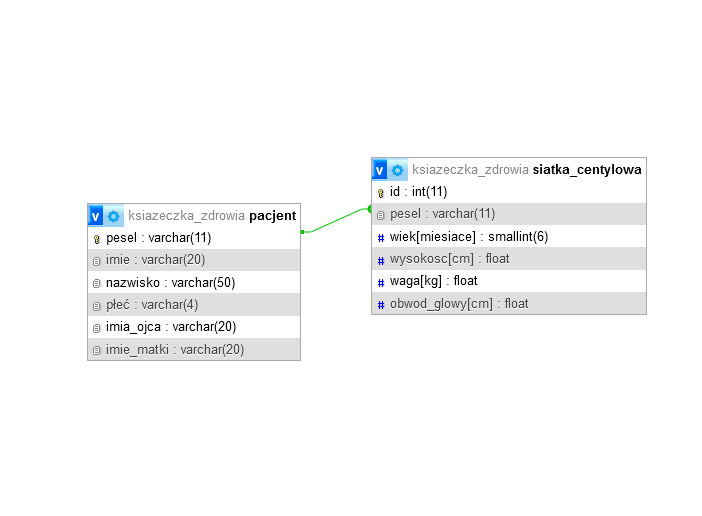 v ksiazeczka_zdrowia siatka_centylowa
id : int(11)
pesel : varchar(11)
# wiek[miesiace] : smallint(6)
# wysokosc[cm] : float
# waga[kg] : float
# obwod_glowy[cm] : float
v ksiazeczka_zdrowia pacjent
pesel : varchar(11)
imie : varchar(20)
nazwisko : varchar(50)
płeć : varchar(4)
imia_ojca : varchar(20)
imie_matki : varchar(20)